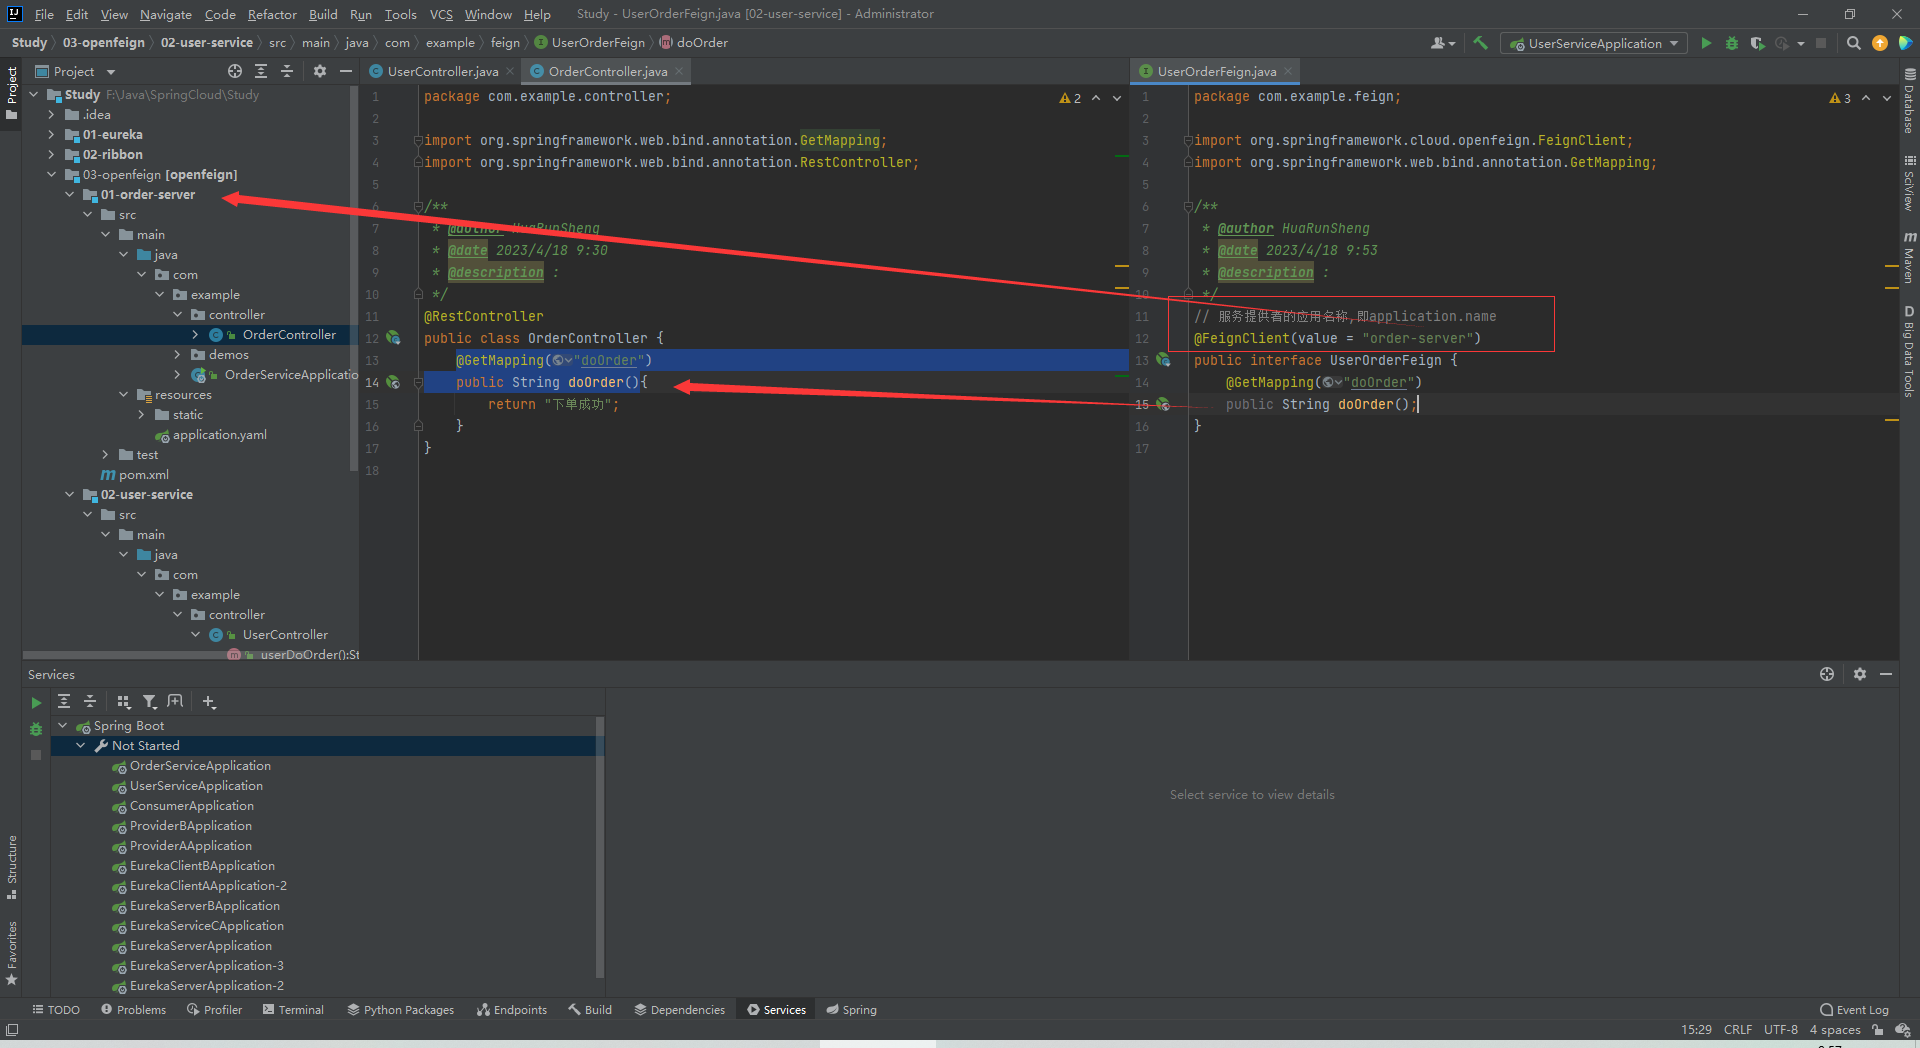 File Edit View Navigate Code Refactor Build Run Tools VCS Window Help Study - UserOrderFeign.java [02-user-service] - Administrator
Study 03-openfeign 02-user-service src main java com example feign UserOrderFeign doOrder UserServiceApplication
Project
Project
Study F:\Java\SpringCloud\Study
.idea
01-eureka
02-ribbon
03-openfeign [openfeign]
01-order-server
src
main
java
com
example
controller
OrderController
demos
OrderServiceApplicatio
resources
static
application.yaml
test
pom.xml
02-user-service
src
main
java
com
example
controller
UserController
userDoOrder():St
UserController.java OrderController.java
2
1 package com.example.controller;
2
3 import org.springframework.web.bind.annotation.GetMapping;
4 import org.springframework.web.bind.annotation.RestController;
5
6 /**
7 * @author HuaRunSheng
8 * @date 2023/4/18 9:30
9 * @description :
10 */
11 @RestController
12 public class OrderController {
13 @GetMapping("doOrder")
14 public String doOrder(){
15 return "下单成功";
16 }
17 }
18
UserOrderFeign.java
3
1 package com.example.feign;
2
3 import org.springframework.cloud.openfeign.FeignClient;
4 import org.springframework.web.bind.annotation.GetMapping;
5
6 /**
7 * @author HuaRunSheng
8 * @date 2023/4/18 9:53
9 * @description :
10 */
11 // 服务提供者的应用名称,即application.name
12 @FeignClient(value = "order-server")
13 public interface UserOrderFeign {
14 @GetMapping("doOrder")
15 public String doOrder();
16 }
17
Database
SciView
Maven
Big Data Tools
Services
Spring Boot
Not Started
OrderServiceApplication
UserServiceApplication
ConsumerApplication
ProviderBApplication
ProviderAApplication
EurekaClientBApplication
EurekaClientAApplication-2
EurekaServerBApplication
EurekaServiceCApplication
EurekaServerApplication
EurekaServerApplication-3
EurekaServerApplication-2
Select service to view details
Structure
Favorites
TODO Problems Profiler Terminal Python Packages Endpoints Build Dependencies Services Spring Event Log
15:29 CRLF UTF-8 4 spaces